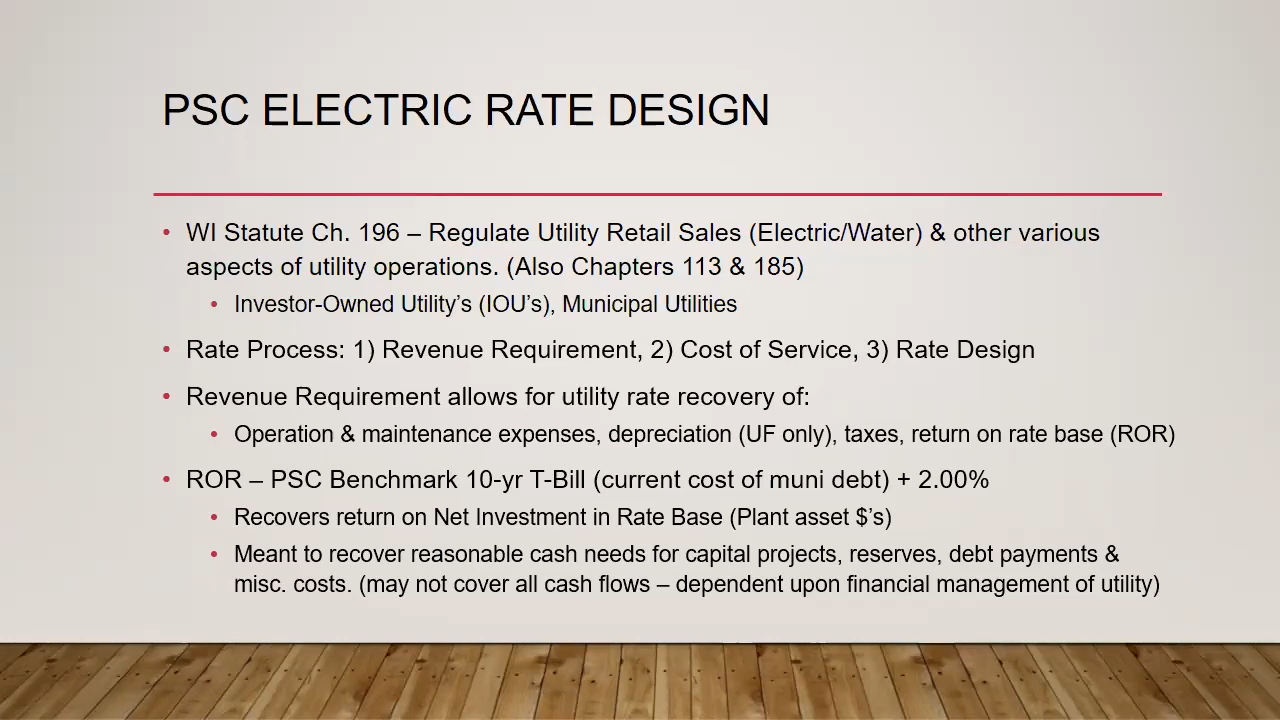 PSC ELECTRIC RATE DESIGN
• WI Statute Ch. 196 – Regulate Utility Retail Sales (Electric/Water) & other various
aspects of utility operations. (Also Chapters 113 & 185)
• Investor-Owned Utility’s (IOU’s), Municipal Utilities
• Rate Process: 1) Revenue Requirement, 2) Cost of Service, 3) Rate Design
• Revenue Requirement allows for utility rate recovery of:
• Operation & maintenance expenses, depreciation (UF only), taxes, return on rate base (ROR)
• ROR – PSC Benchmark 10-yr T-Bill (current cost of muni debt) + 2.00%
• Recovers return on Net Investment in Rate Base (Plant asset $’s)
• Meant to recover reasonable cash needs for capital projects, reserves, debt payments &
misc. costs. (may not cover all cash flows – dependent upon financial management of utility)